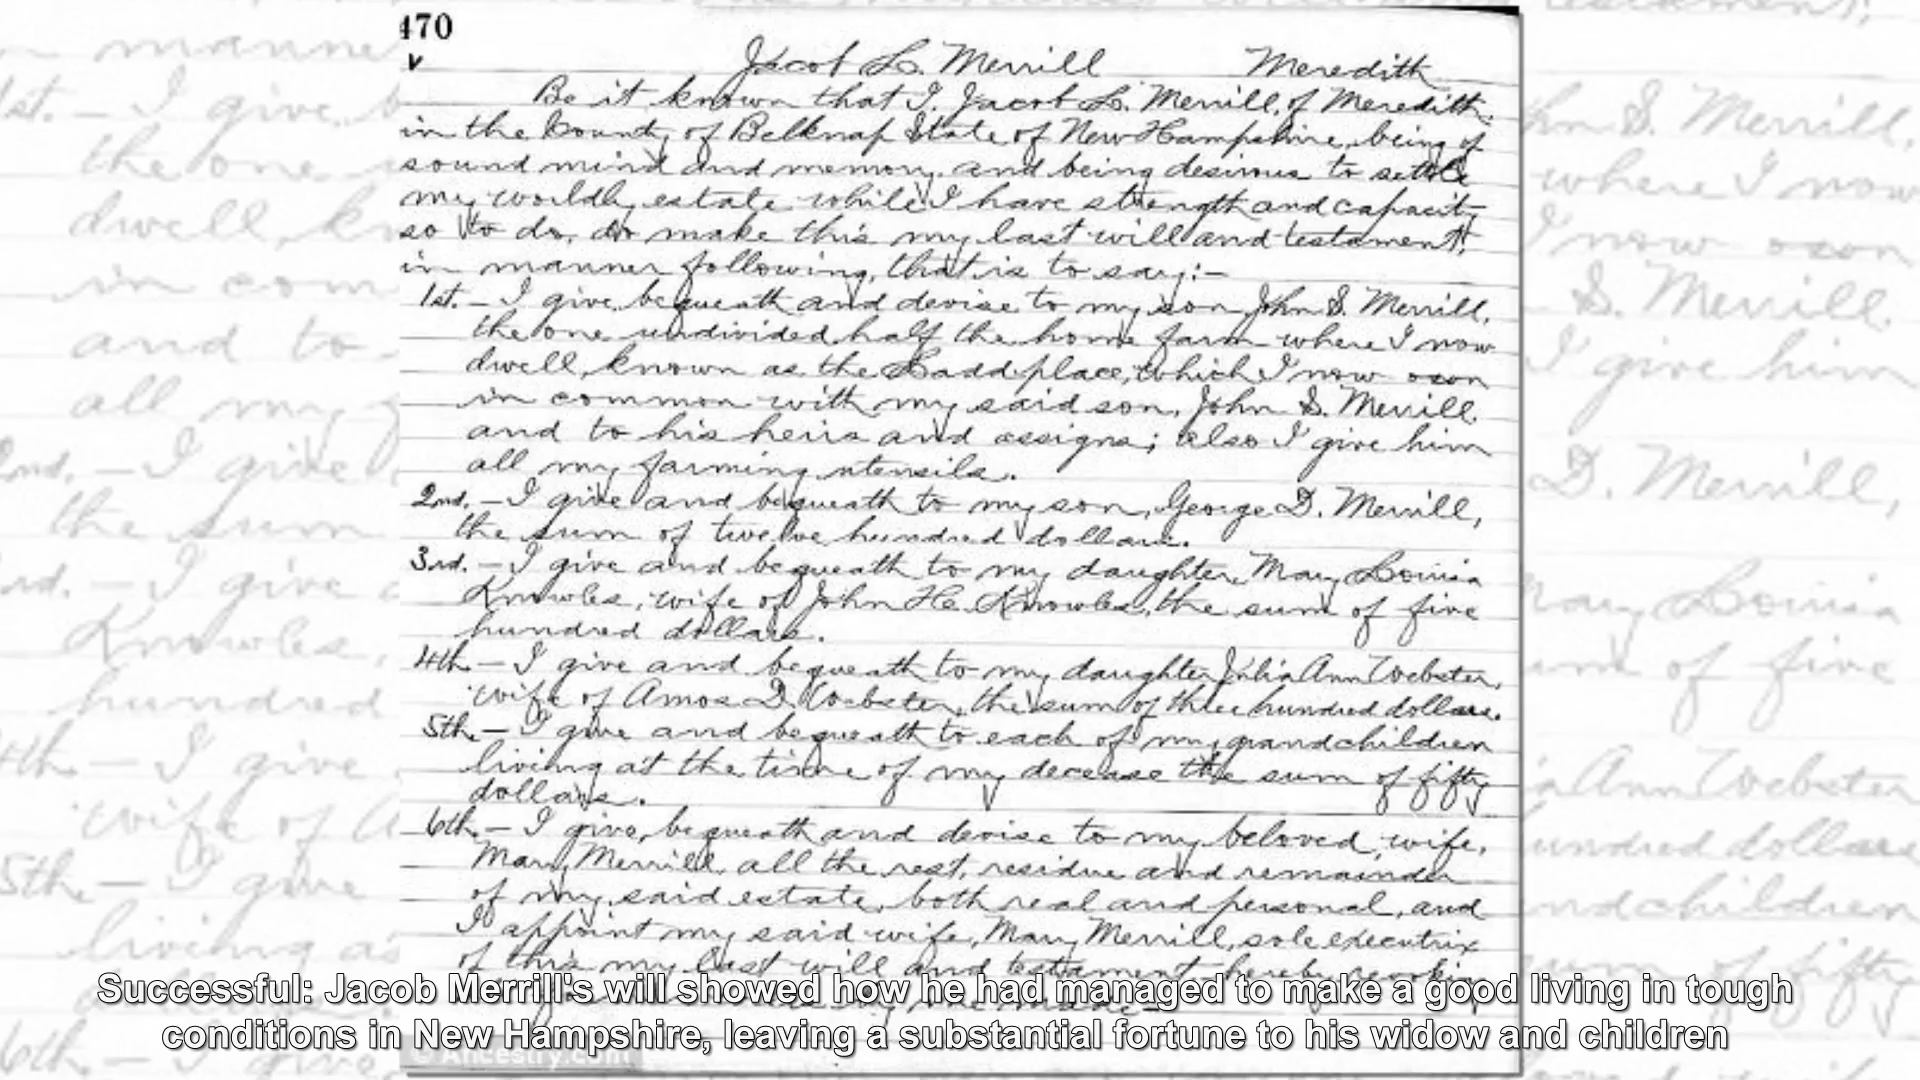 470
Jacob L. Merrill Meredith
Be it known that I, Jacob L. Merrill, of Meredith
in the County of Belknap State of New Hampshire, being of
sound mind and memory, and being desirous to settle
my worldly estate while I have strength and capacity
so to do, do make this my last will and testament,
in manner following, that is to say:-
1st. - I give, bequeath and devise to my son John S. Merrill,
the one undivided half the home farm where I now
dwell, known as the Ladd place, which I now own
in common with my said son, John S. Merrill,
and to his heirs and assigns; also I give him
all my farming utensils.
2nd. - I give and bequeath to my son, George D. Merrill,
the sum of twelve hundred dollars.
3rd. - I give and bequeath to my daughter, Mary Louisa
Knowles, wife of John H. Knowles, the sum of five
hundred dollars.
4th. - I give and bequeath to my daughter Julia Ann Webster,
wife of Amos D. Webster, the sum of three hundred dollars.
5th. - I give and bequeath to each of my grandchildren
living at the time of my decease the sum of fifty
dollars.
6th. - I give, bequeath and devise to my beloved wife,
Mary Merrill all the rest, residue and remainder
of my said estate, both real and personal, and
I appoint my said wife, Mary Merrill, sole executrix
of this my last will and testament, hereby revoking
Successful: Jacob Merrill's will showed how he had managed to make a good living in tough
conditions in New Hampshire, leaving a substantial fortune to his widow and children
© Ancestry.com